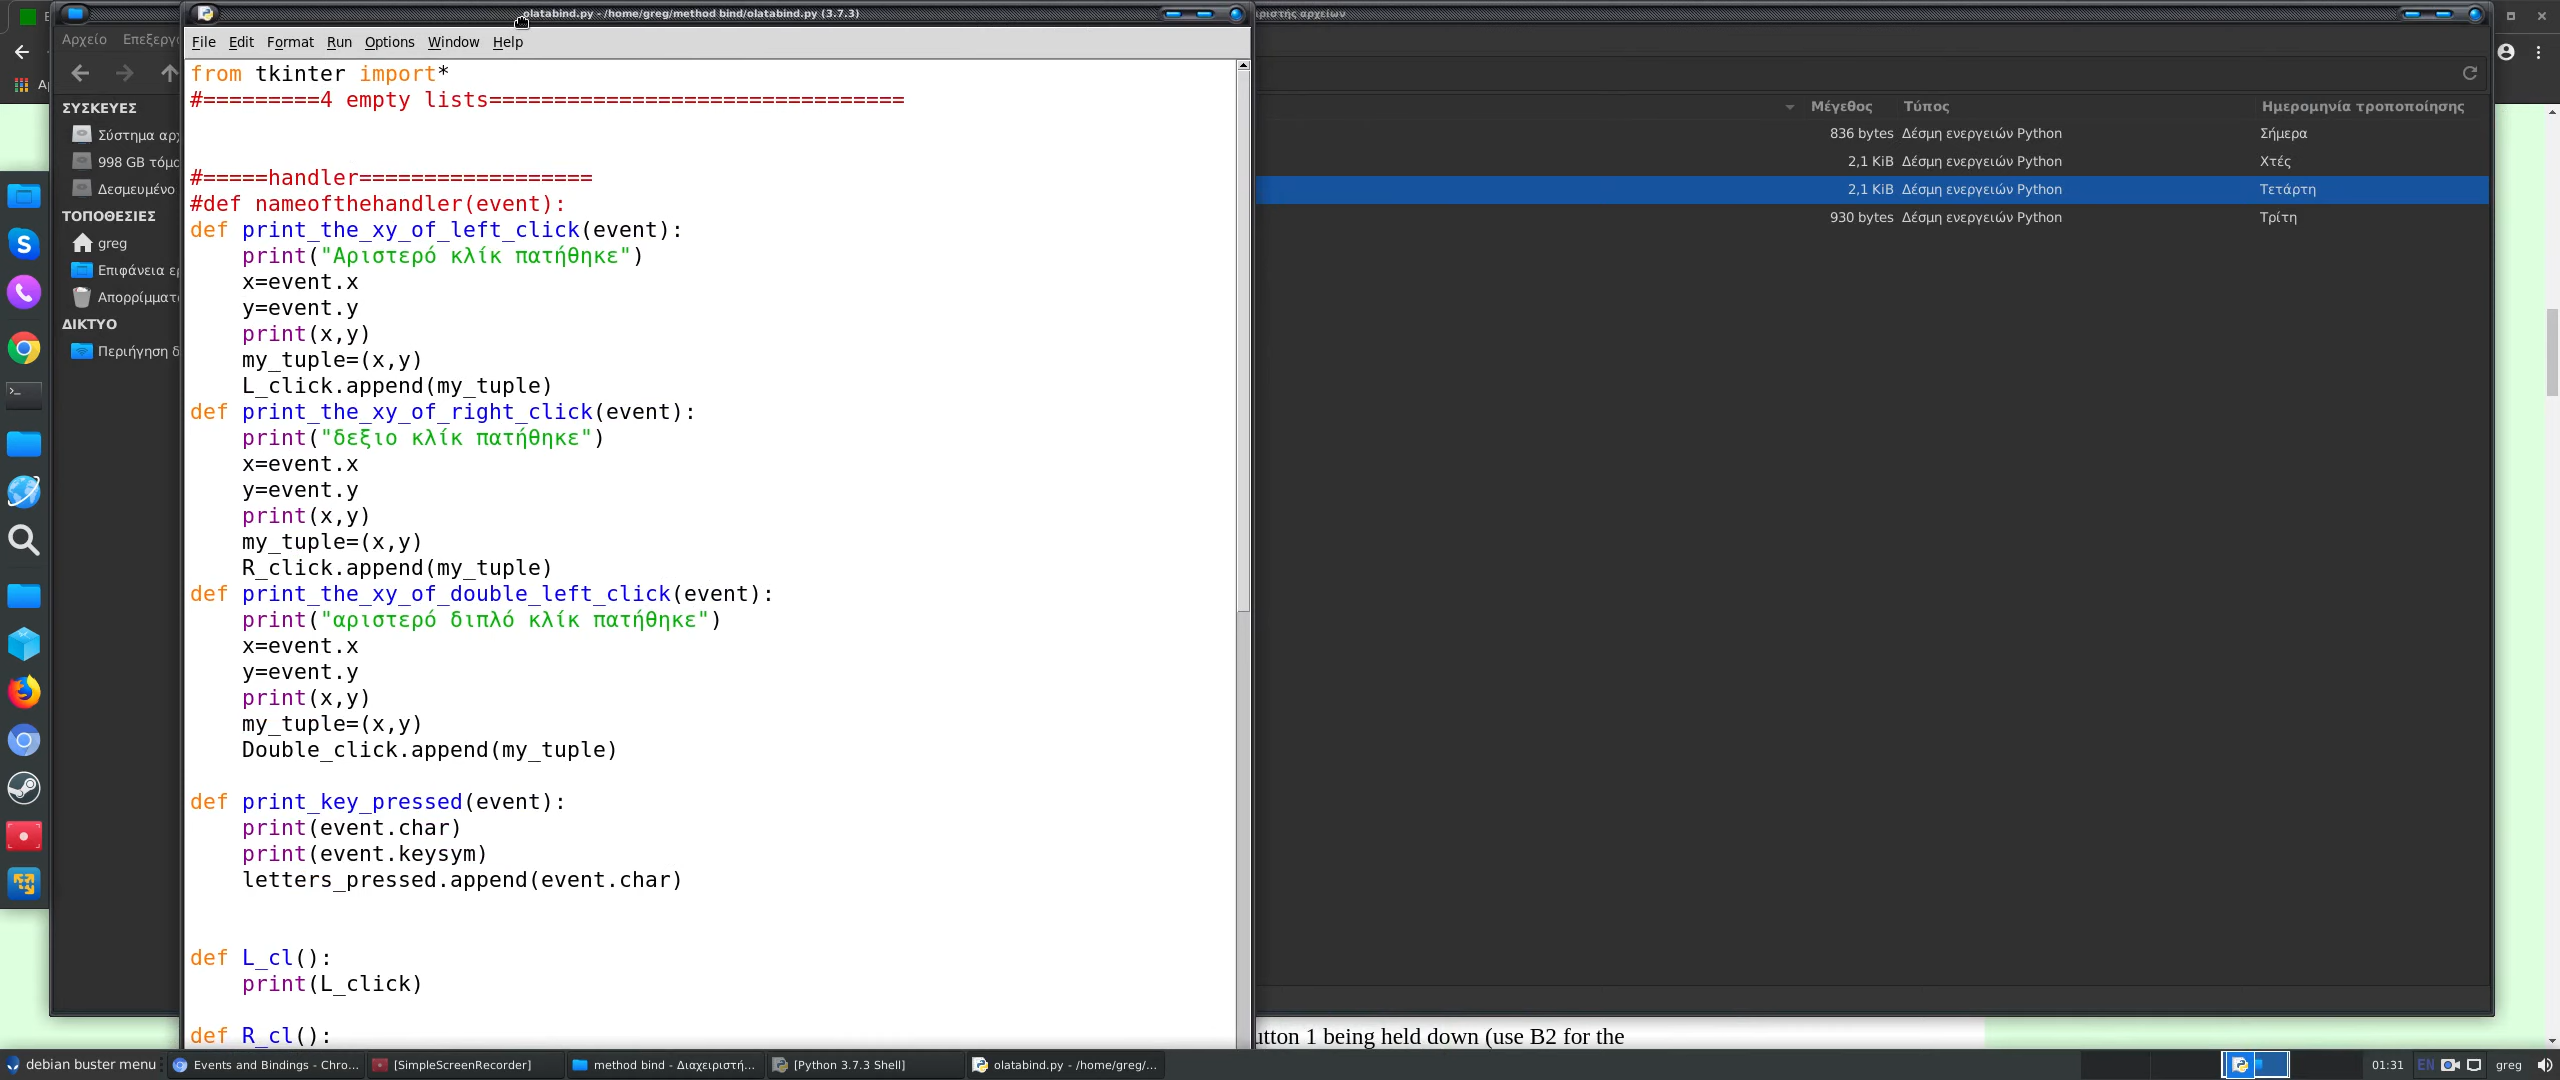 olatabind.py - /home/greg/method bind/olatabind.py (3.7.3)
ιριστής αρχείων
Αρχείο Επεξεργ
File Edit Format Run Options Window Help
from tkinter import*
#=========4 empty lists================================
#=====handler==================
#def nameofthehandler(event):
def print_the_xy_of_left_click(event):
    print("Αριστερό κλίκ πατήθηκε")
    x=event.x
    y=event.y
    print(x,y)
    my_tuple=(x,y)
    L_click.append(my_tuple)
def print_the_xy_of_right_click(event):
    print("δεξιο κλίκ πατήθηκε")
    x=event.x
    y=event.y
    print(x,y)
    my_tuple=(x,y)
    R_click.append(my_tuple)
def print_the_xy_of_double_left_click(event):
    print("αριστερό διπλό κλίκ πατήθηκε")
    x=event.x
    y=event.y
    print(x,y)
    my_tuple=(x,y)
    Double_click.append(my_tuple)
def print_key_pressed(event):
    print(event.char)
    print(event.keysym)
    letters_pressed.append(event.char)
def L_cl():
    print(L_click)
def R_cl():
ΣΥΣΚΕΥΕΣ
Σύστημα αρχ
998 GB τόμο
Δεσμευμένο
ΤΟΠΟΘΕΣΙΕΣ
greg
Επιφάνεια ε
Απορρίμματ
ΔΙΚΤΥΟ
Περιήγηση δ
Μέγεθος Τύπος Ημερομηνία τροποποίησης
836 bytes Δέσμη ενεργειών Python Σήμερα
2,1 KiB Δέσμη ενεργειών Python Χτές
2,1 KiB Δέσμη ενεργειών Python Τετάρτη
930 bytes Δέσμη ενεργειών Python Τρίτη
utton 1 being held down (use B2 for the
debian buster menu Events and Bindings - Chro... [SimpleScreenRecorder] method bind - Διαχειριστή... [Python 3.7.3 Shell] olatabind.py - /home/greg/... 01:31 EN greg